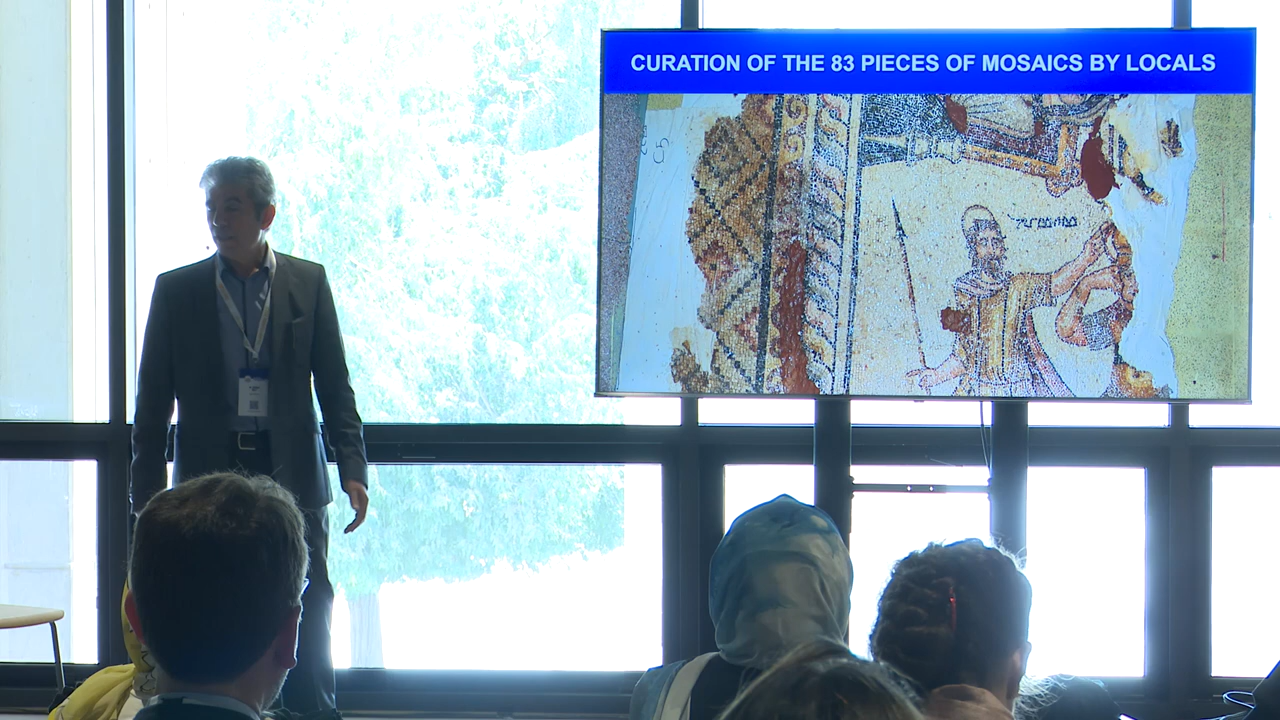 CURATION OF THE 83 PIECES OF MOSAICS BY LOCALS